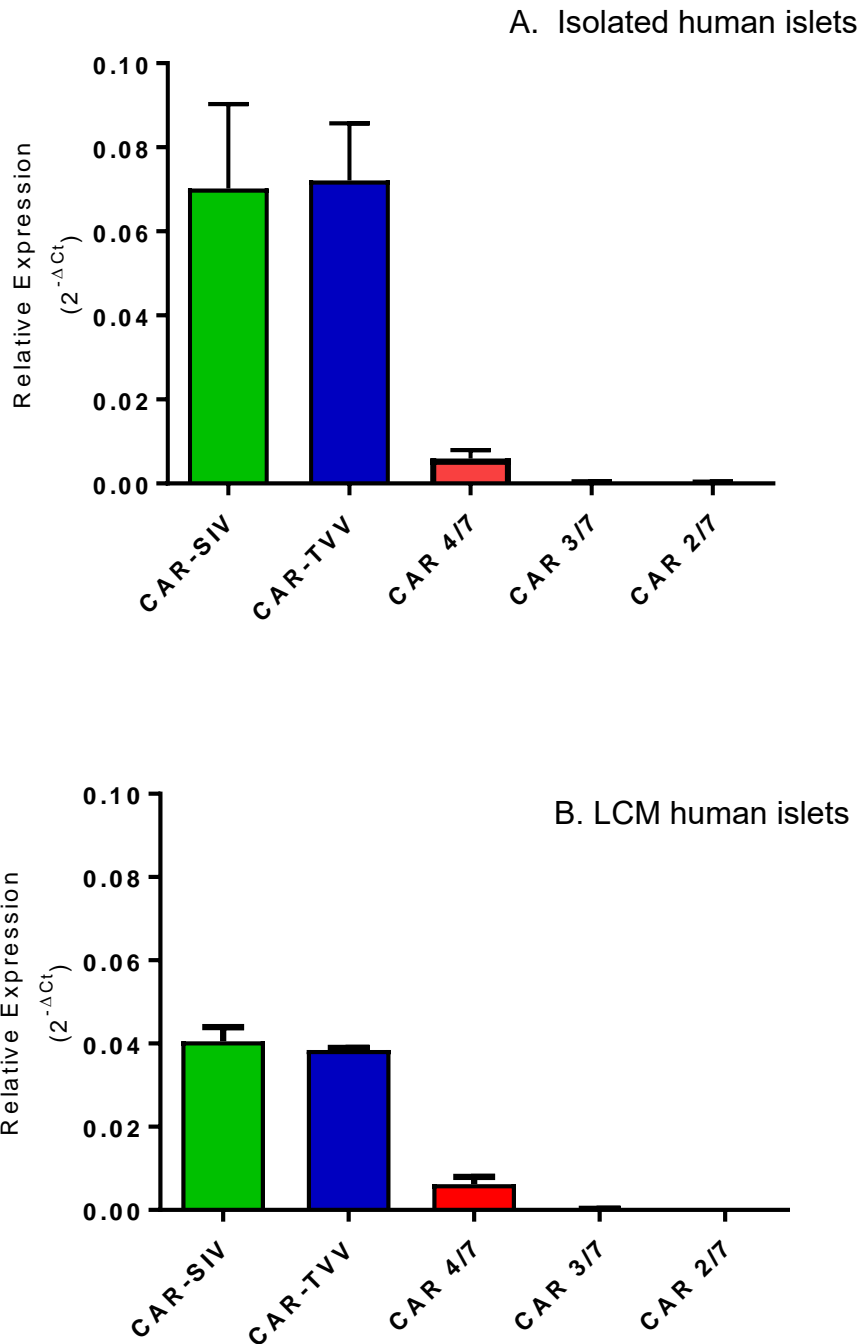 A. Isolated human islets
Relative Expression
(2^-ΔCt)
0.10
0.08
0.06
0.04
0.02
0.00
CAR-SIV
CAR-TVV
CAR 4/7
CAR 3/7
CAR 2/7
B. LCM human islets
Relative Expression
(2^-ΔCt)
0.10
0.08
0.06
0.04
0.02
0.00
CAR-SIV
CAR-TVV
CAR 4/7
CAR 3/7
CAR 2/7